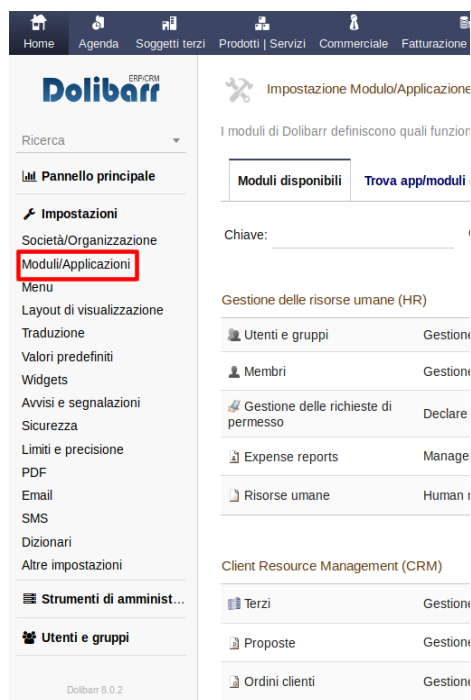 Home Agenda Soggetti terzi Prodotti | Servizi Commerciale Fatturazione
Dolibarr ERP/CRM
Ricerca
Pannello principale
Impostazioni
Società/Organizzazione
Moduli/Applicazioni
Menu
Layout di visualizzazione
Traduzione
Valori predefiniti
Widgets
Avvisi e segnalazioni
Sicurezza
Limiti e precisione
PDF
Email
SMS
Dizionari
Altre impostazioni
Strumenti di amminist...
Utenti e gruppi
Dolibarr 8.0.2
Impostazione Modulo/Applicazione
I moduli di Dolibarr definiscono quali funzion
Moduli disponibili Trova app/moduli
Chiave:
Gestione delle risorse umane (HR)
Utenti e gruppi Gestione
Membri Gestione
Gestione delle richieste di
permesso Declare
Expense reports Manage
Risorse umane Human
Client Resource Management (CRM)
Terzi Gestione
Proposte Gestione
Ordini clienti Gestione